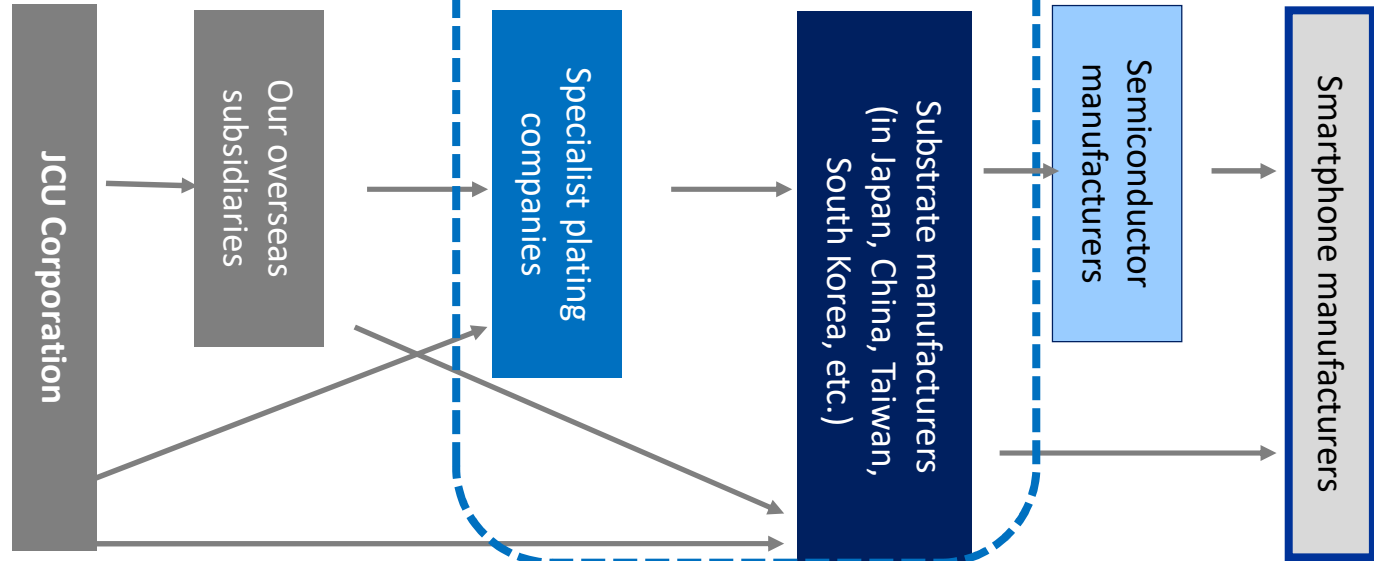 JCU Corporation
Our overseas
subsidiaries
Specialist plating
companies
Substrate manufacturers
(in Japan, China, Taiwan,
South Korea, etc.)
Semiconductor
manufacturers
Smartphone manufacturers